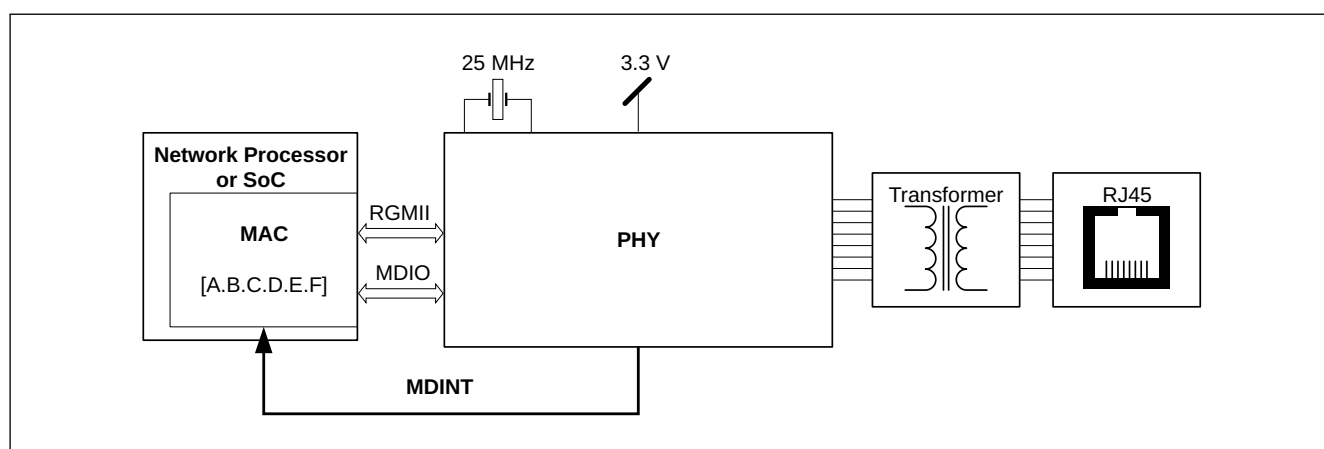 25 MHz
3.3 V
Network Processor
or SoC
MAC
[A.B.C.D.E.F]
RGMII
MDIO
PHY
Transformer
RJ45
MDINT